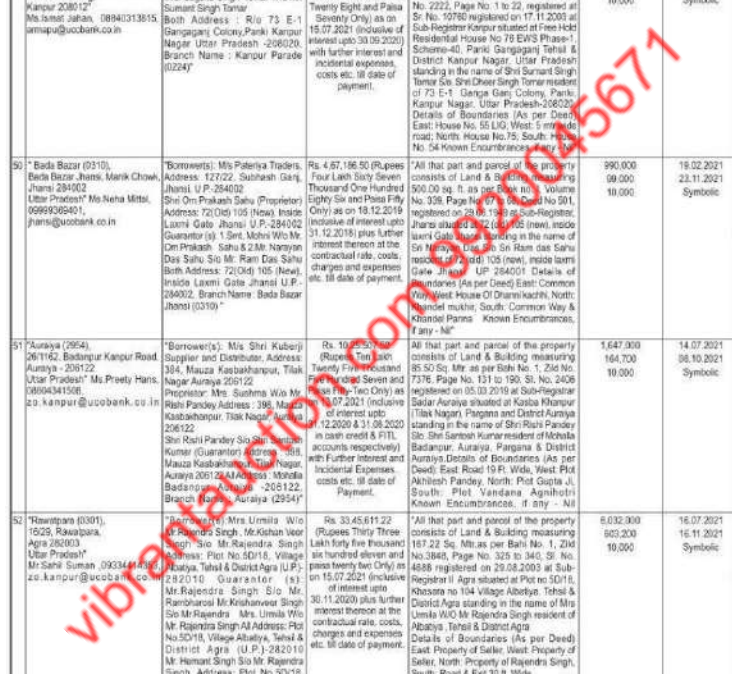 Kanpur 208012"
Ms.Ismat Jahan, 08840313815,
armapu@ucobank.co.in
Sumant Singh Tomar
Both Address : R/o 73 E-1
Gangaganj Colony,Panki Kanpur
Nagar Uttar Pradesh -208020,
Branch Name : Kanpur Parade
(0224)"
Twenty Eight and Paisa
Seventy Only) as on
15.07.2021 (inclusive of
interest upto 30.09.2020)
with further interest and
incidental expenses,
costs etc. till date of
payment.
No. 2222, Page No. 1 to 22, registered at
Sr. No. 10760 registered on 17.11.2003 at
Sub-Registrar Kanpur situated at Free Hold
Residential House No 76 EWS Phase-1,
Scheme-40, Panki Gangaganj Tehsil &
District Kanpur Nagar, Uttar Pradesh
standing in the name of Shri Sumant Singh
Tomar S/o. Shri Dheer Singh Tomar resident
of 73 E-1 Ganga Ganj Colony, Panki,
Kanpur Nagar, Uttar Pradesh-208020
Details of Boundaries (As per Deed)
East: House No. 55 LIG; West: 5 mtr wide
road; North: House No.75; South: House
No. 54 Known Encumbrances, any - Nil
10,000
Symbolic
50
" Bada Bazar (0310),
Bada Bazar Jhansi, Manik Chowk,
Jhansi 284002
Uttar Pradesh" Ms.Neha Mittal,
09999369401,
jhansi@ucobank.co.in
"Borrower(s): M/s Pateriya Traders,
Address: 127/22, Subhash Ganj,
Jhansi, U.P.-284002
Shri Om Prakash Sahu (Proprietor)
Address: 72(Old) 105 (New), Inside
Laxmi Gate Jhansi U.P.-284002
Guarantor (s): 1.Smt. Mohni W/o Mr.
Om Prakash Sahu & 2.Mr. Narayan
Das Sahu S/o Mr. Ram Das Sahu
Both Address: 72(Old) 105 (New),
Inside Laxmi Gate Jhansi U.P.-
284002, Branch Name: Bada Bazar
Jhansi (0310) "
Rs. 4,67,186.50 (Rupees
Four Lakh Sixty Seven
Thousand One Hundred
Eighty Six and Paisa Fifty
Only) as on 18.12.2019
(inclusive of interest upto
31.12.2018) plus further
interest thereon at the
contractual rate, costs,
charges and expenses
etc. till date of payment.
"All that part and parcel of the property
consists of Land & Building measuring
500.00 sq. ft. as per Book no. Volume
No. 339, Page No. Deed No 501,
registered on 29.06.1949 at Sub-Registrar,
Jhansi situated at 72(old) 105 (new), inside
laxmi Gate Jhansi standing in the name of
Sri Narayan Das S/o Sri Ram das Sahu
resident of 72 (old) 105 (new), inside laxmi
Gate Jhansi UP 284001 Details of
Boundaries (As per Deed) East: Common
Way West: House Of Dhannikachhi, North:
Khandel mukhie, South: Common Way &
Khandel Panna Known Encumbrances,
if any - Nil"
990,000
99,000
10,000
19.02.2021
23.11.2021
Symbolic
51
"Auraiya (2954),
26/1162, Badanpur Kanpur Road,
Auraiya - 206122
Uttar Pradesh" Ms.Preety Hans,
08604341508,
zo.kanpur@ucobank.co.in
"Borrower(s): M/s Shri Kuberji
Supplier and Distributor, Address:
384, Mauza Kasbakhanpur, Tilak
Nagar Auraiya 206122
Proprietor: Mrs. Sushma W/o Mr.
Rishi Pandey Address : 398, Mauza
Kasbakhanpur, Tilak Nagar, Auraiya
206122
Shri Rishi Pandey S/o Shri Santosh
Kumar (Guarantor) Address : 398,
Mauza Kasbakhanpur, Tilak Nagar,
Auraiya 206122 All Address : Mohalla
Badanpur Auraiya -206122,
Branch Name : Auraiya (2954)"
Rs. 10,25,507.52
(Rupees Ten Lakh
Twenty Five Thousand
Five Hundred Seven and
Paisa Fifty-Two Only) as
on 15.07.2021 (inclusive
of interest upto
31.12.2020 & 31.08.2020
in cash credit & FITL
accounts respectively)
with Further Interest and
Incidental Expenses,
costs etc. till date of
Payment.
All that part and parcel of the property
consists of Land & Building measuring
85.50 Sq. Mtr. as per Bahi No. 1, Zild No.
7376, Page No. 131 to 190, Sl. No. 2406
registered on 05.03.2019 at Sub-Registrar
Sadar Auraiya situated at Kasba Khanpur
(Tilak Nagar), Pargana and District Auraiya
standing in the name of Shri Rishi Pandey
S/o. Shri Santosh Kumar resident of Mohalla
Badanpur, Auraiya, Pargana & District
Auraiya.Details of Boundaries (As per
Deed): East: Road 19 Ft. Wide, West: Plot
Akhilesh Pandey, North: Plot Gupta Ji,
South: Plot Vandana Agnihotri
Known Encumbrances, if any - Nil
1,647,000
164,700
10,000
14.07.2021
06.10.2021
Symbolic
52
"Rawatpara (0301),
16/29, Rawatpara,
Agra 282003
Uttar Pradesh"
Mr.Sahil Suman ,09334414353,
zo.kanpur@ucobank.co.in
"Borrower(s) Mrs.Urmila W/o
Mr.Rajendra Singh , Mr.Kishan Veer
Singh S/o Mr.Rajendra Singh
Address: Plot No.5D/18, Village
Albatiya, Tehsil & District Agra (U.P.)-
282010 Guarantor (s):
Mr.Rajendra Singh S/o Mr.
Rambharosi Mr.Krishanveer Singh
S/o Mr.Rajendra Mrs. Urmila W/o
Mr. Rajendra Singh All Address: Plot
No.5D/18, Village Albatiya, Tehsil &
District Agra (U.P.)-282010
Mr. Hemant Singh S/o Mr. Rajendra
Singh, Address: Plot No.5D/18,
Rs. 33,45,611.22
(Rupees Thirty Three
Lakh forty five thousand
six hundred eleven and
paisa twenty two only) as
on 15.07.2021 (inclusive
of interest upto
30.11.2020) plus further
interest thereon at the
contractual rate, costs,
charges and expenses
etc. till date of payment.
"All that part and parcel of the property
consists of Land & Building measuring
167.22 Sq. Mtr.as per Bahi No. 1, Zild
No.3848, Page No. 325 to 340, Sl. No.
4888 registered on 29.08.2003 at Sub-
Registrar II Agra situated at Plot no 5D/18,
Khasara no 104 Village Albatiya, Tehsil &
District Agra standing in the name of Mrs
Urmila W/O Mr Rajendra Singh resident of
Albatiya ,Tehsil & District Agra
Details of Boundaries (As per Deed)
East: Property of Seller, West: Property of
Seller, North: Property of Rajendra Singh,
South: Road & Exit 30 ft. Wide
6,032,000
603,200
10,000
16.07.2021
16.11.2021
Symbolic
vibrantauction.com 9920045671